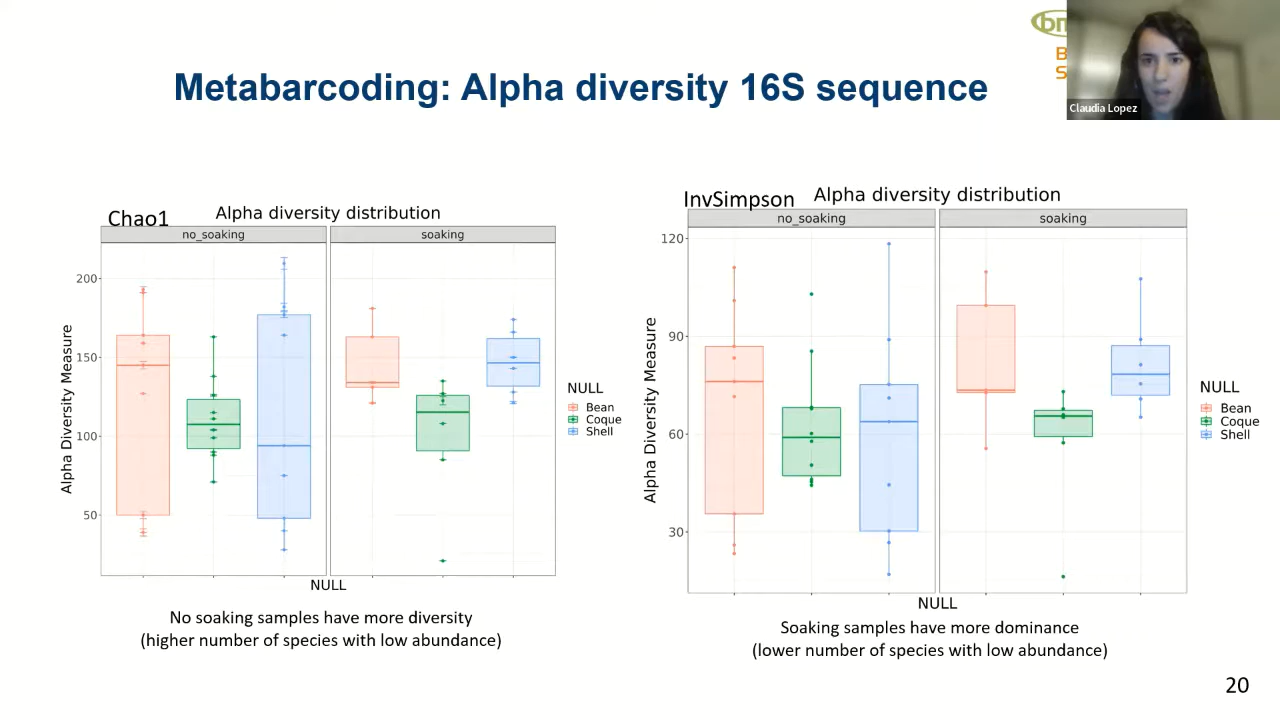 bm
B
S
Claudia Lopez
Metabarcoding: Alpha diversity 16S sequence
Chao1
Alpha diversity distribution
no_soaking
soaking
Alpha Diversity Measure
200
150
100
50
NULL
NULL
Bean
Coque
Shell
No soaking samples have more diversity
(higher number of species with low abundance)
InvSimpson
Alpha diversity distribution
no_soaking
soaking
Alpha Diversity Measure
120
90
60
30
NULL
NULL
Bean
Coque
Shell
Soaking samples have more dominance
(lower number of species with low abundance)
20